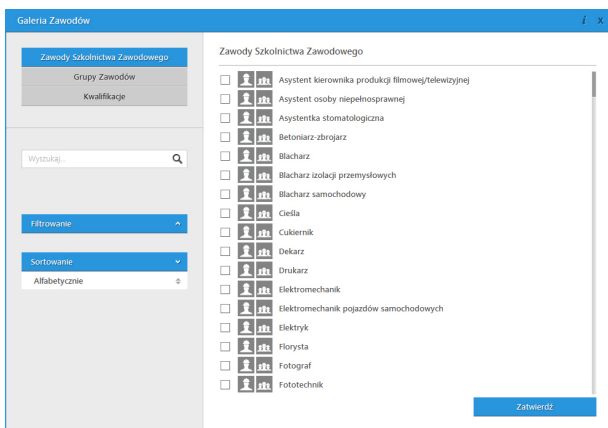 Galeria Zawodów
i X
Zawody Szkolnictwa Zawodowego
Grupy Zawodów
Kwalifikacje
Wyszukaj...
Filtrowanie
Sortowanie
Alfabetycznie
Zawody Szkolnictwa Zawodowego
Asystent kierownika produkcji filmowej/telewizyjnej
Asystent osoby niepełnosprawnej
Asystentka stomatologiczna
Betoniarz-zbrojarz
Blacharz
Blacharz izolacji przemysłowych
Blacharz samochodowy
Cieśla
Cukiernik
Dekarz
Drukarz
Elektromechanik
Elektromechanik pojazdów samochodowych
Elektryk
Florysta
Fotograf
Fototechnik
Zatwierdź